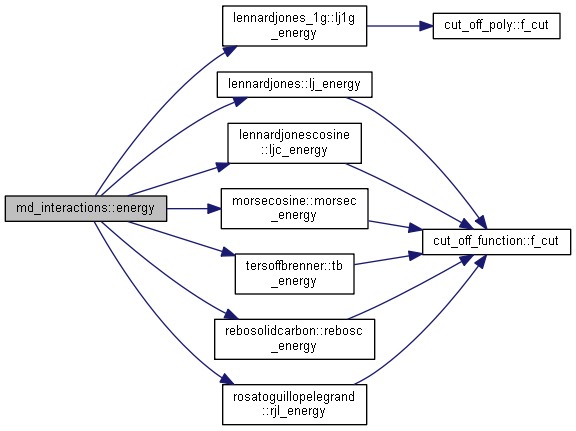 lennardjones_1g::lj1g
_energy
cut_off_poly::f_cut
lennardjones::lj_energy
lennardjonescosine
::ljc_energy
morsecosine::morsec
_energy
md_interactions::energy
cut_off_function::f_cut
tersoffbrenner::tb
_energy
rebosolidcarbon::rebosc
_energy
rosatoguillopelegrand
::rjl_energy